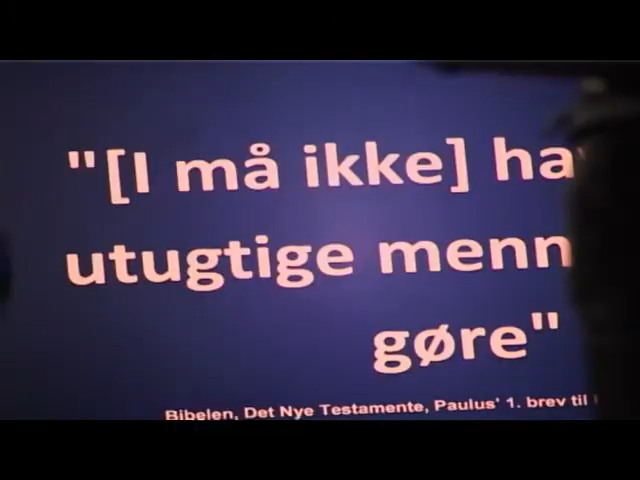 "[I må ikke] ha
utugtige menn
gøre"
Bibelen, Det Nye Testamente, Paulus' 1. brev til